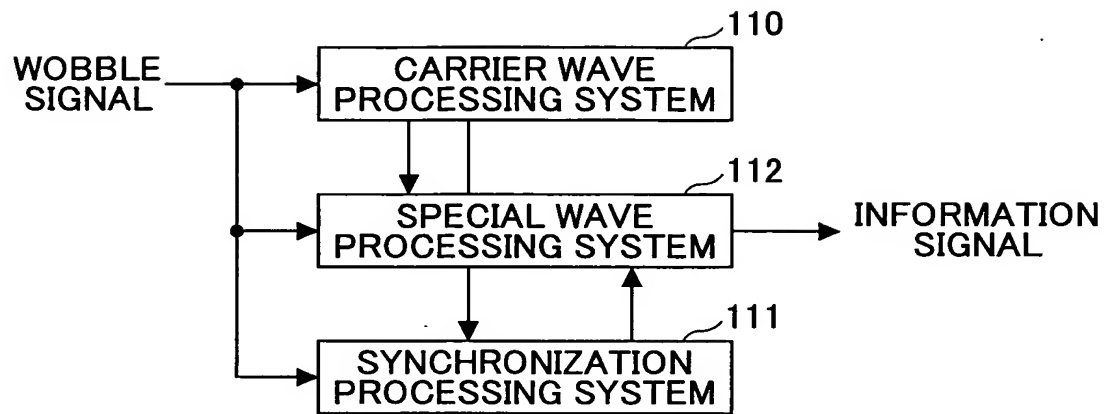 110
WOBBLE
SIGNAL
CARRIER WAVE
PROCESSING SYSTEM
112
SPECIAL WAVE
PROCESSING SYSTEM
INFORMATION
SIGNAL
111
SYNCHRONIZATION
PROCESSING SYSTEM